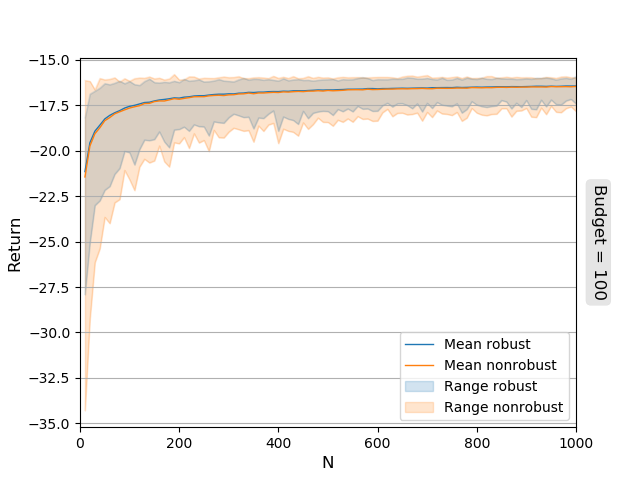 −15.0
−17.5
−20.0
−22.5
−25.0
−27.5
−30.0
−32.5
−35.0
Return
0 200 400 600 800 1000
N
Mean robust
Mean nonrobust
Range robust
Range nonrobust
Budget = 100